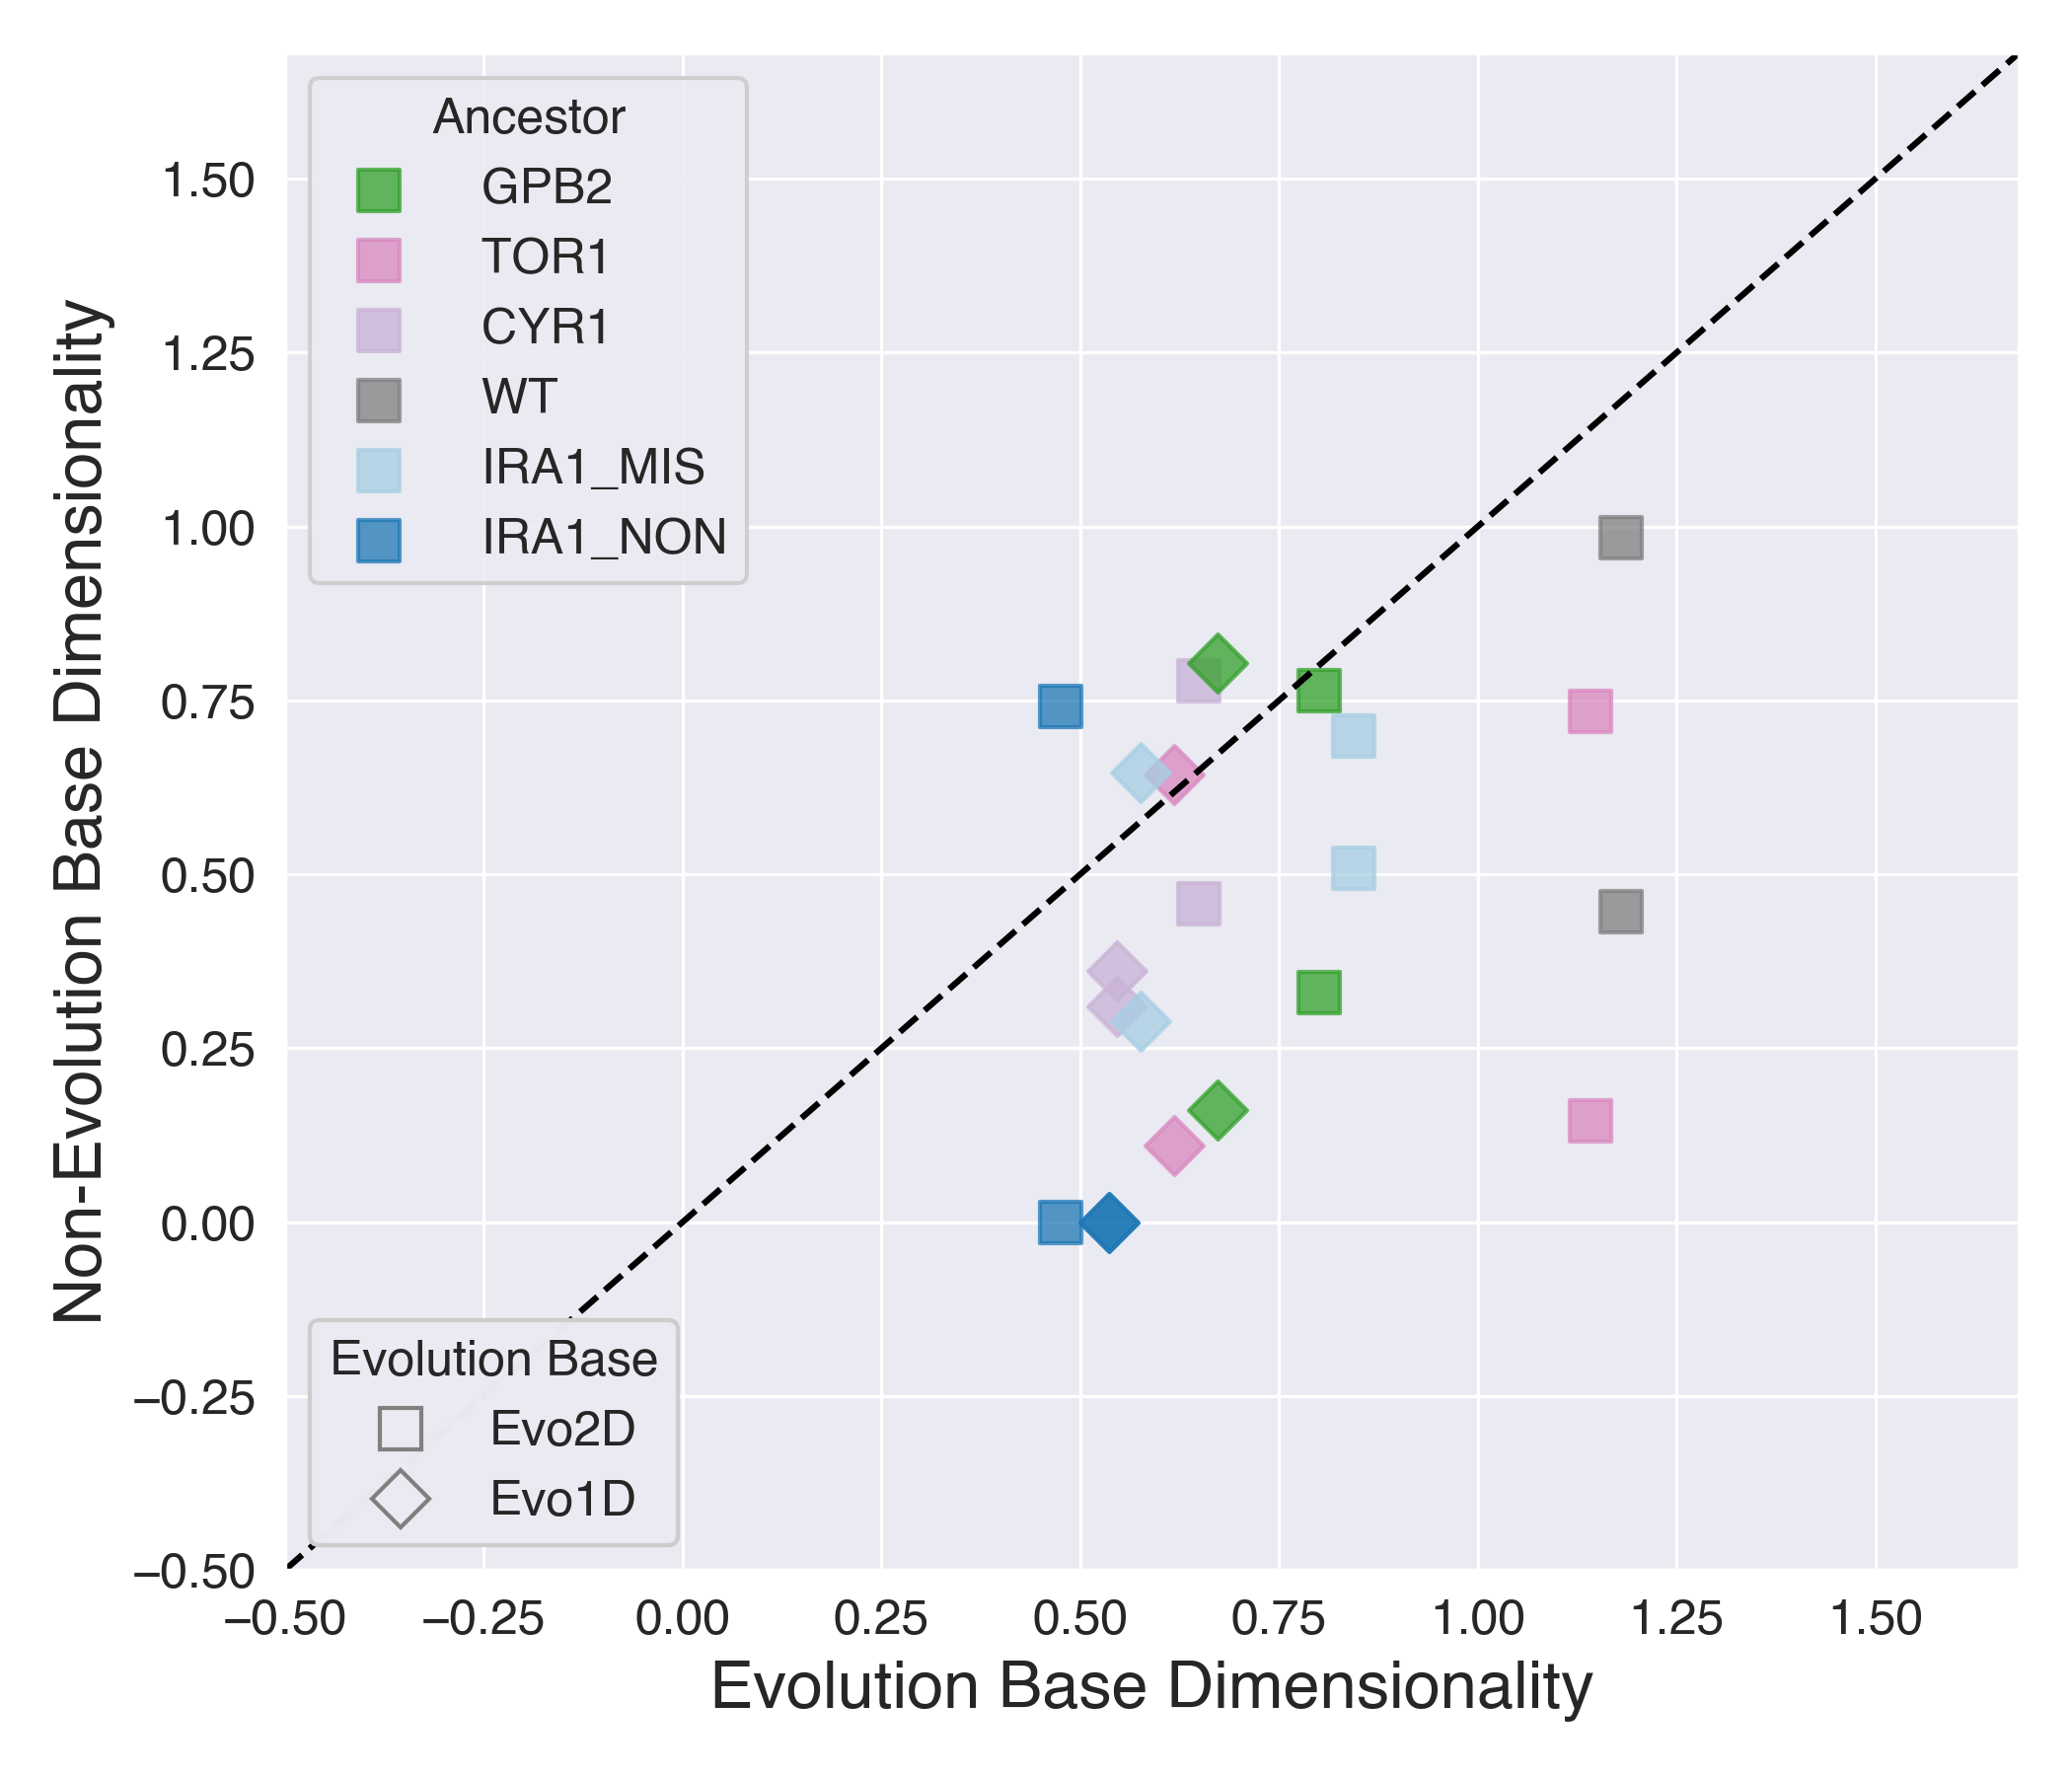 Ancestor
GPB2
TOR1
CYR1
WT
IRA1_MIS
IRA1_NON
Non-Evolution Base Dimensionality
1.50
1.25
1.00
0.75
0.50
0.25
0.00
−0.25
−0.50
Evolution Base
Evo2D
Evo1D
−0.50 −0.25 0.00 0.25 0.50 0.75 1.00 1.25 1.50
Evolution Base Dimensionality